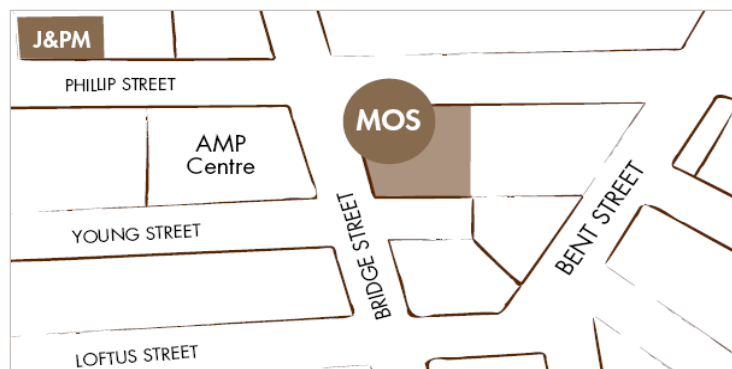 J&PM
PHILLIP STREET
MOS
AMP
Centre
YOUNG STREET
BRIDGE STREET
BENT STREET
LOFTUS STREET